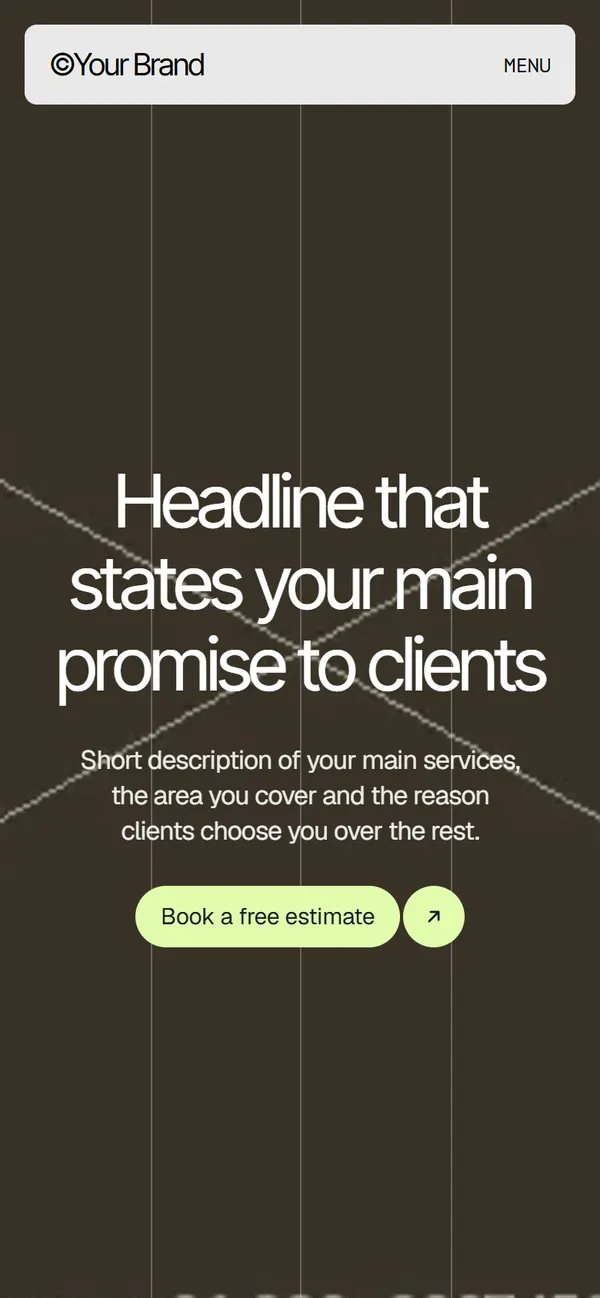 ©Your Brand
MENU
Headline that
states your main
promise to clients
Short description of your main services,
the area you cover and the reason
clients choose you over the rest.
Book a free estimate